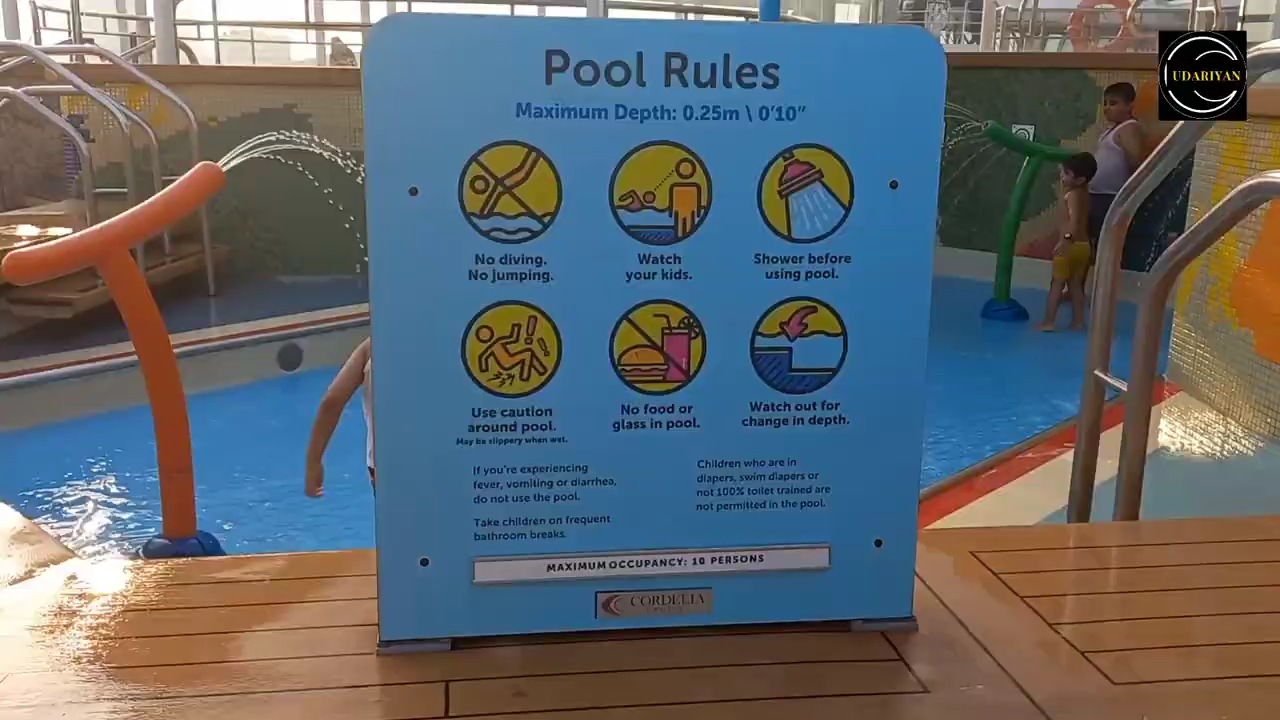 UDARIYAN
Pool Rules
Maximum Depth: 0.25m \ 0'10"
No diving.
No jumping.
Watch
your kids.
Shower before
using pool.
Use caution
around pool.
May be slippery when wet.
No food or
glass in pool.
Watch out for
change in depth.
If you're experiencing
fever, vomiting or diarrhea,
do not use the pool.
Take children on frequent
bathroom breaks.
Children who are in
diapers, swim diapers or
not 100% toilet trained are
not permitted in the pool.
MAXIMUM OCCUPANCY: 10 PERSONS
CORDELIA